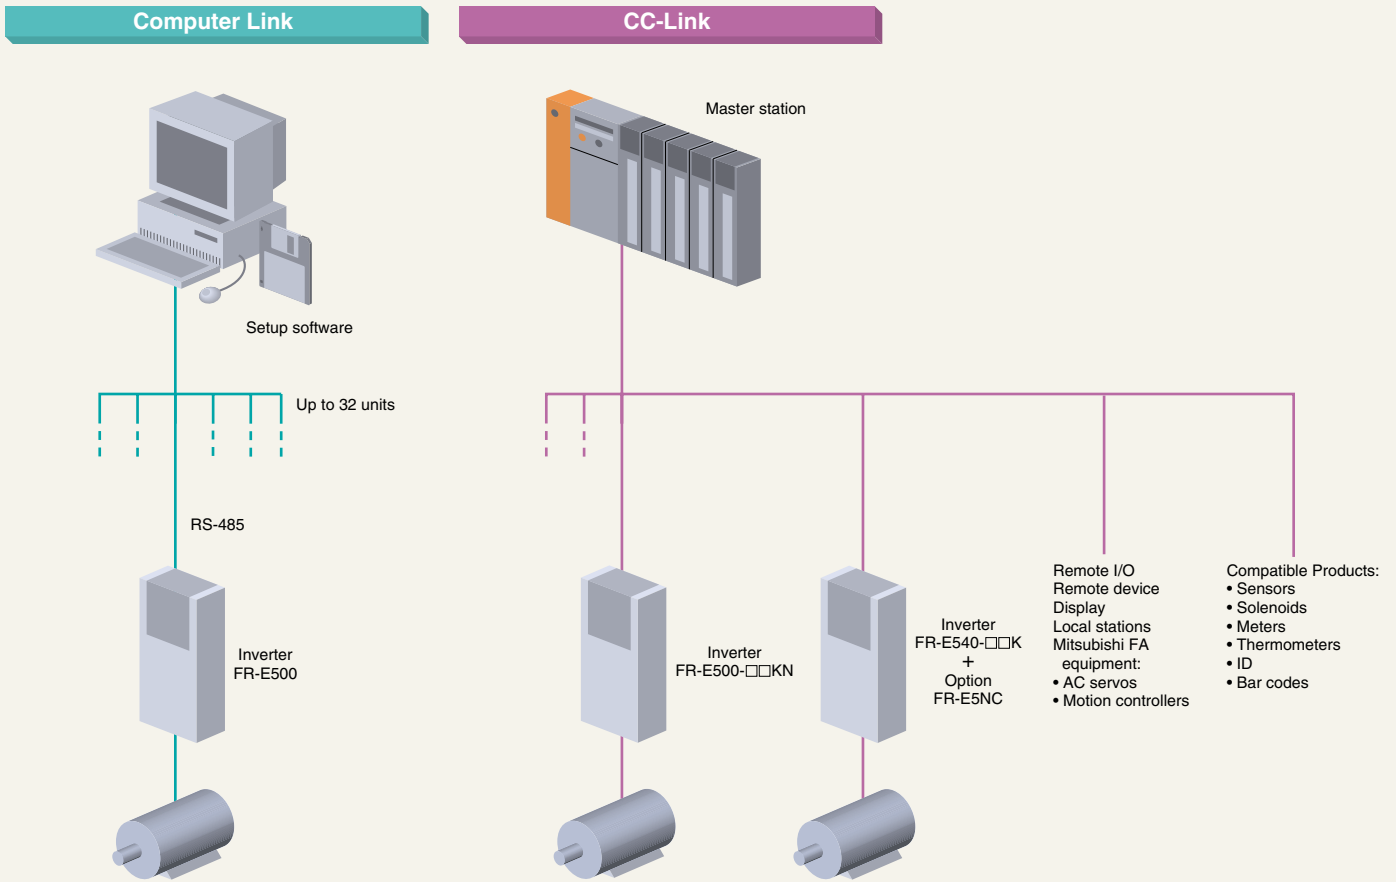 Computer Link
CC-Link
Master station
Setup software
Up to 32 units
RS-485
Inverter
FR-E500
Inverter
FR-E500-□□KN
Inverter
FR-E540-□□K
+
Option
FR-E5NC
Remote I/O
Remote device
Display
Local stations
Mitsubishi FA
equipment:
• AC servos
• Motion controllers
Compatible Products:
• Sensors
• Solenoids
• Meters
• Thermometers
• ID
• Bar codes